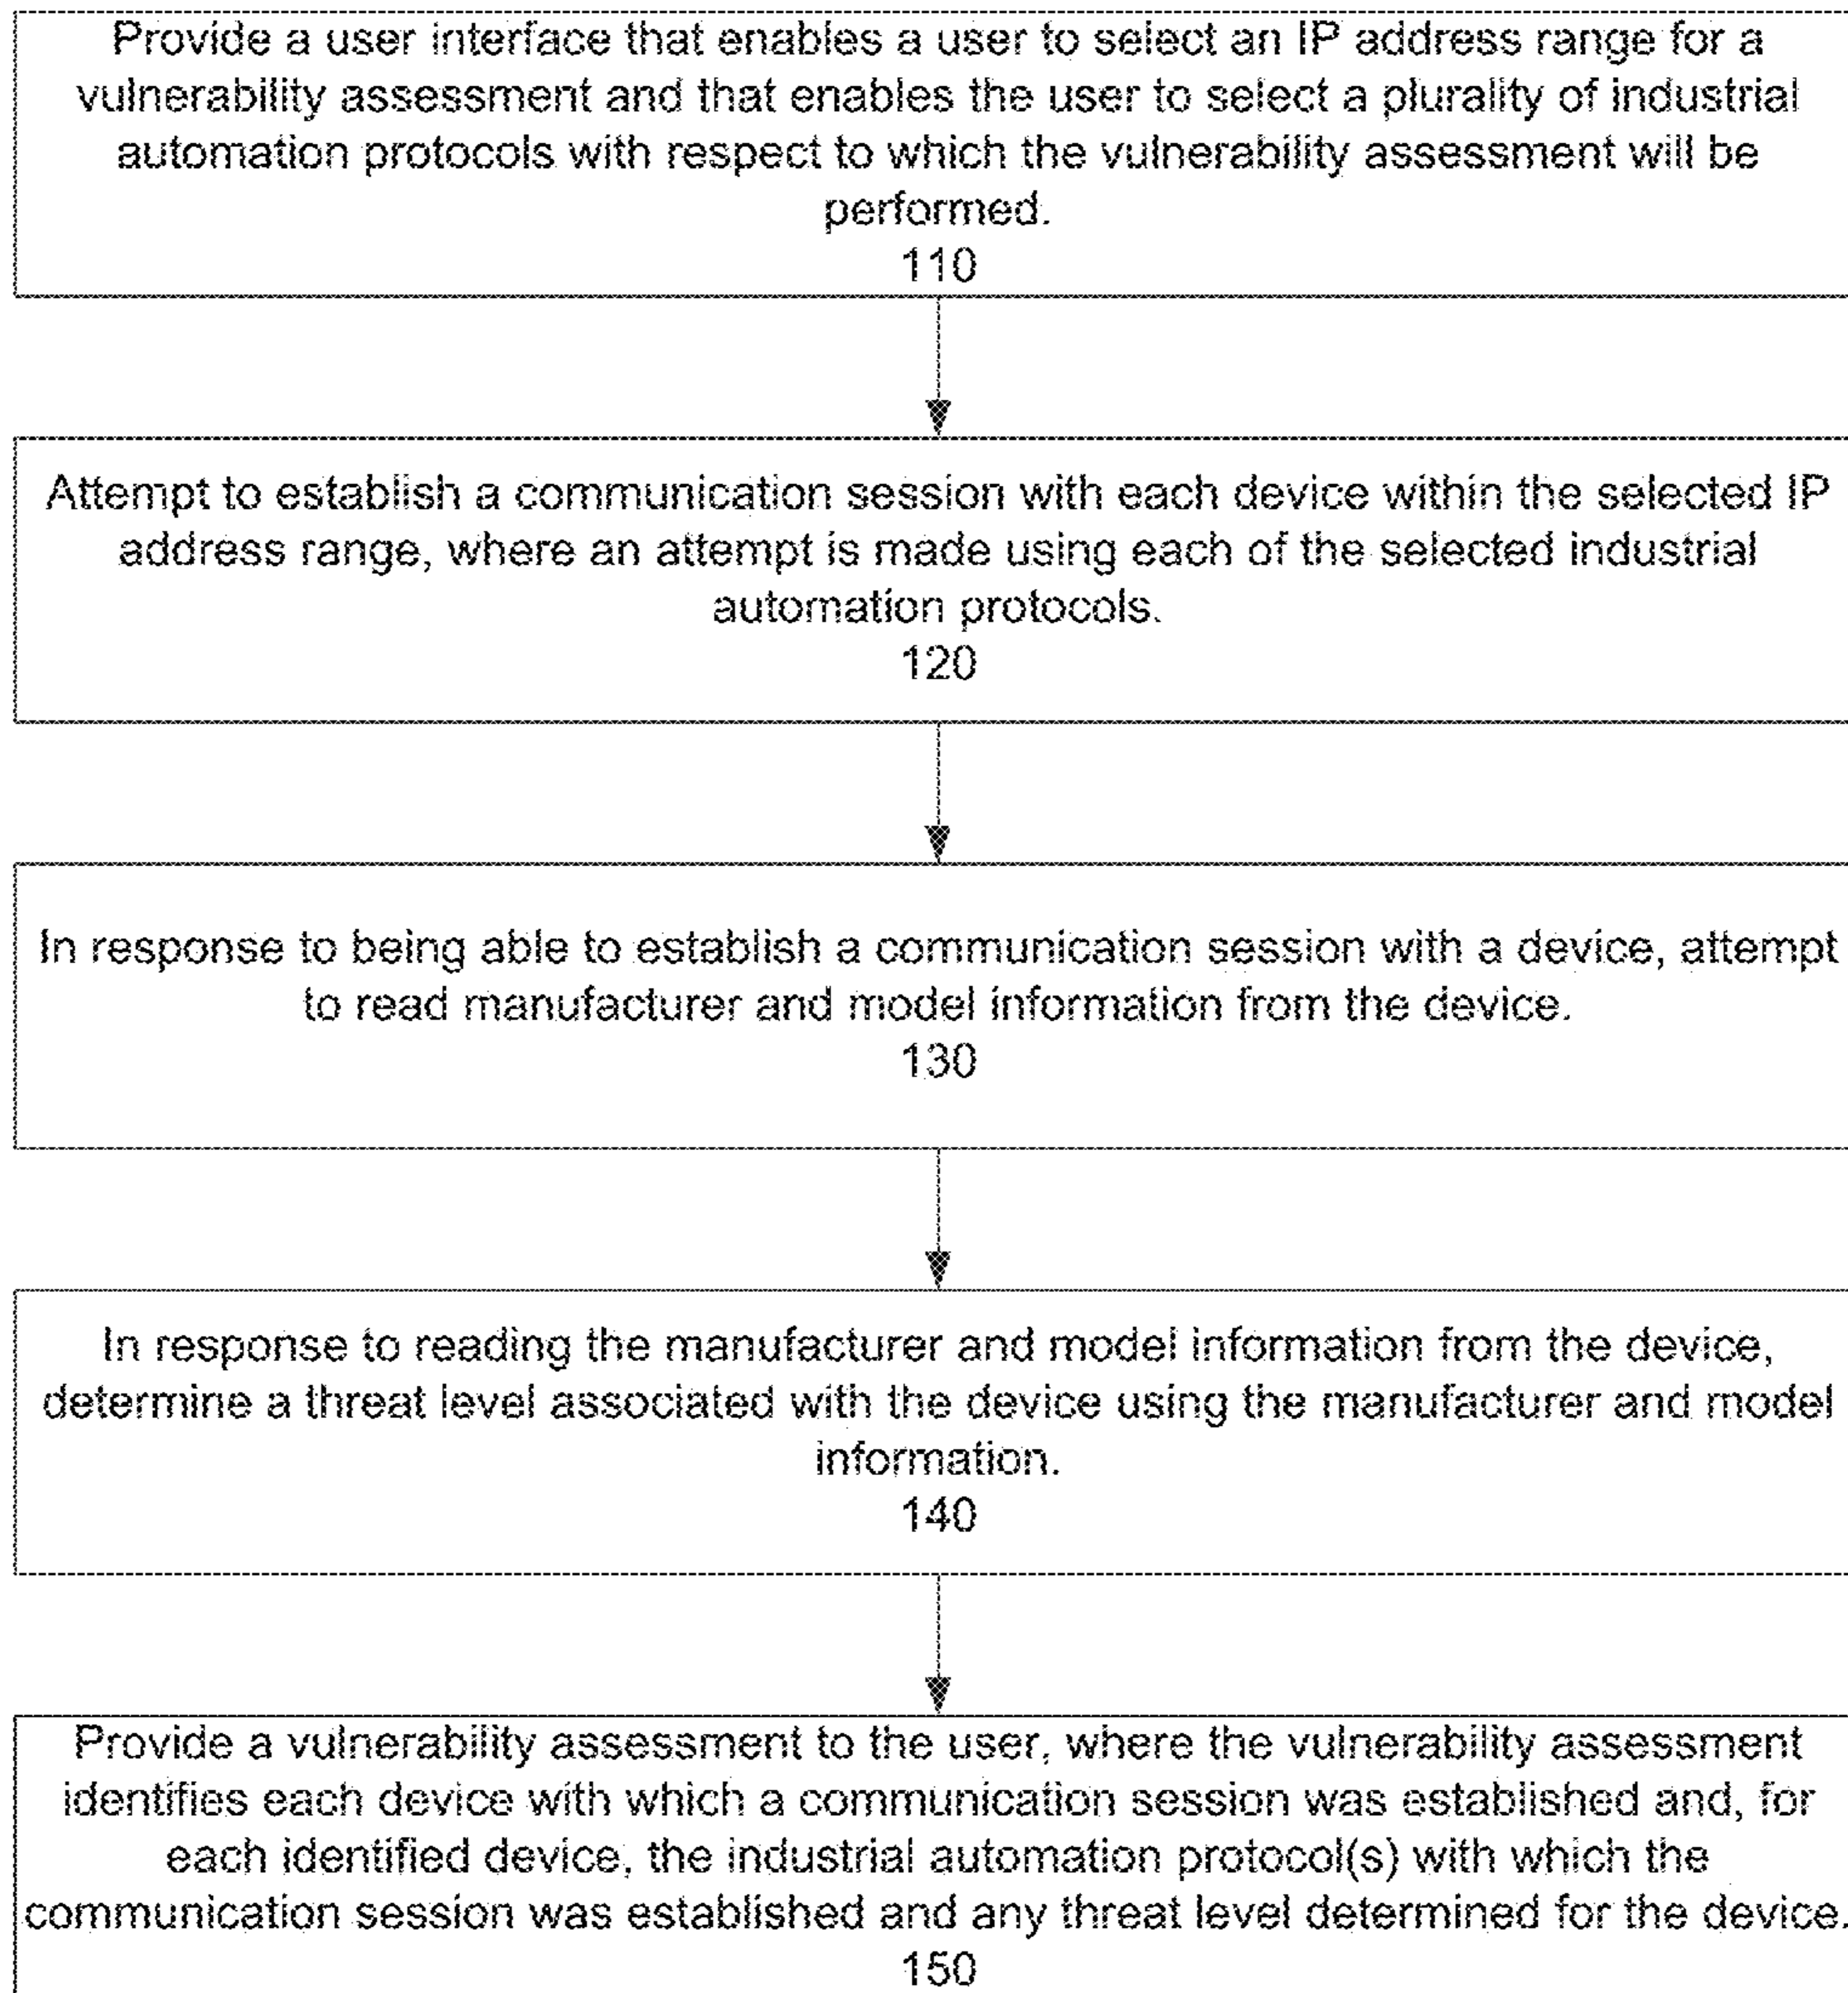 Provide a user interface that enables a user to select an IP address range for a
vulnerability assessment and that enables the user to select a plurality of industrial
automation protocols with respect to which the vulnerability assessment will be
performed.
110
Attempt to establish a communication session with each device within the selected IP
address range, where an attempt is made using each of the selected industrial
automation protocols.
120
In response to being able to establish a communication session with a device, attempt
to read manufacturer and model information from the device.
130
In response to reading the manufacturer and model information from the device,
determine a threat level associated with the device using the manufacturer and model
information.
140
Provide a vulnerability assessment to the user, where the vulnerability assessment
identifies each device with which a communication session was established and, for
each identified device, the industrial automation protocol(s) with which the
communication session was established and any threat level determined for the device.
150